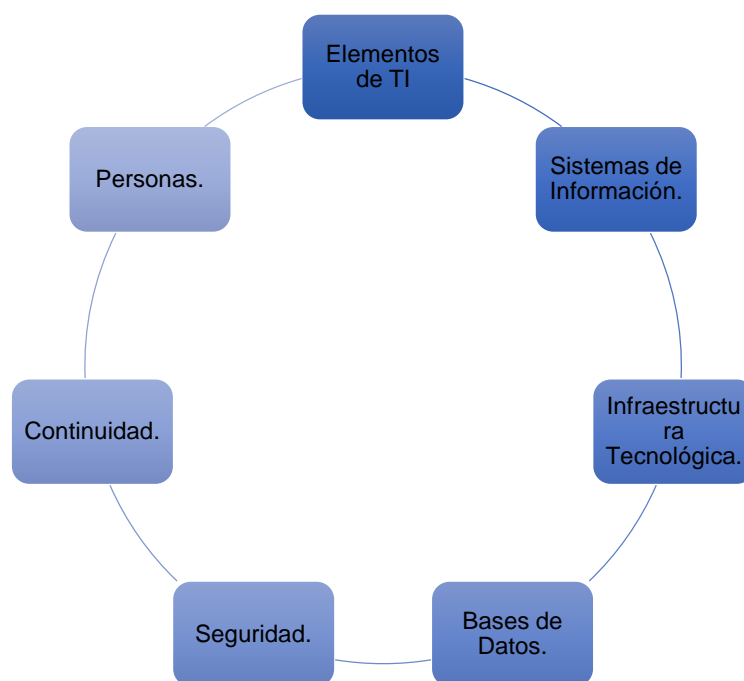 Elementos
de TI
Sistemas de
Información.
Infraestructu
ra
Tecnológica.
Bases de
Datos.
Seguridad.
Continuidad.
Personas.